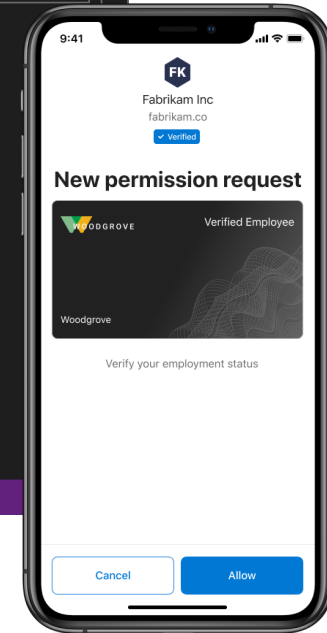 9:41
FK
Fabrikam Inc
fabrikam.co
✓ Verified
New permission request
WOODGROVE
Verified Employee
Woodgrove
Verify your employment status
Cancel
Allow